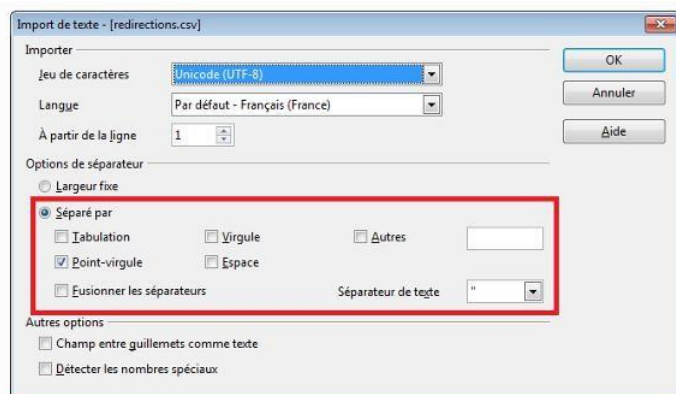 Import de texte - [redirections.csv]
Importer
Jeu de caractères Unicode (UTF-8)
Langue Par défaut - Français (France)
À partir de la ligne 1
OK
Annuler
Aide
Options de séparateur
Largeur fixe
Séparé par
Tabulation Virgule Autres
Point-virgule Espace
Fusionner les séparateurs Séparateur de texte "
Autres options
Champ entre guillemets comme texte
Détecter les nombres spéciaux